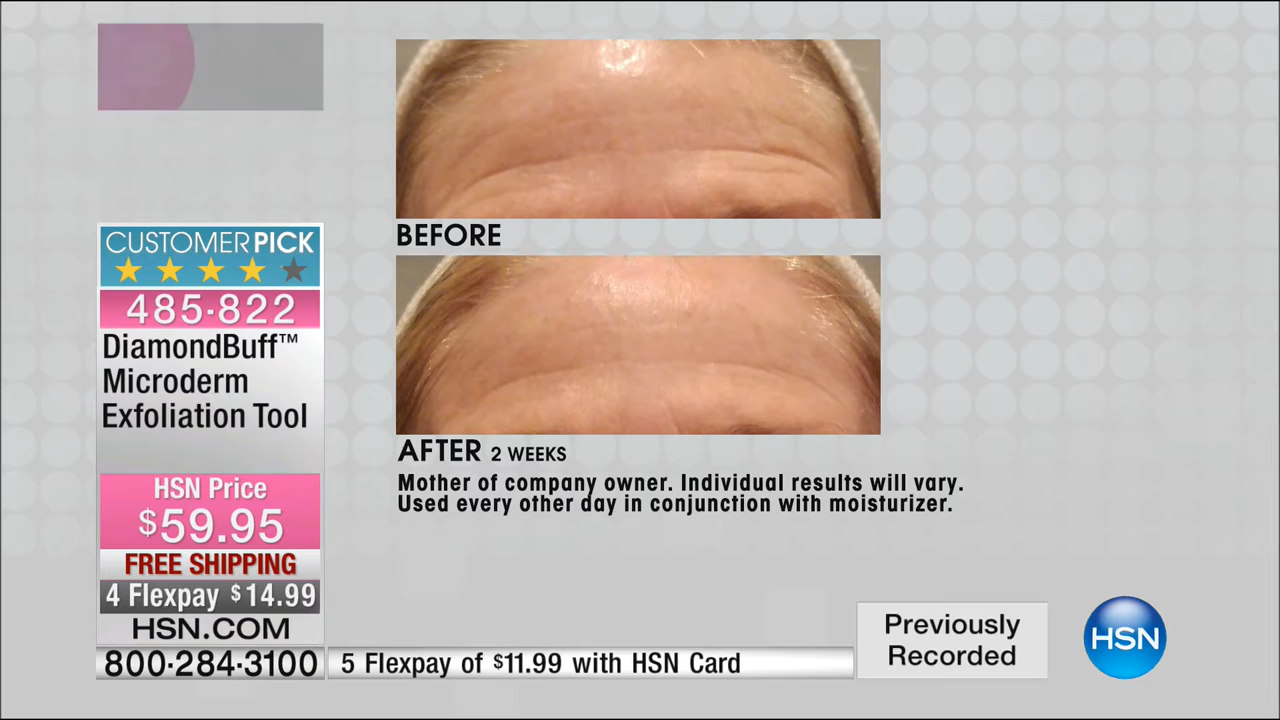 CUSTOMER PICK
485·822
DiamondBuff™
Microderm
Exfoliation Tool
HSN Price
$59.95
FREE SHIPPING
4 Flexpay $14.99
HSN.COM
800·284·3100
BEFORE
AFTER 2 WEEKS
Mother of company owner. Individual results will vary.
Used every other day in conjunction with moisturizer.
5 Flexpay of $11.99 with HSN Card
Previously
Recorded
HSN